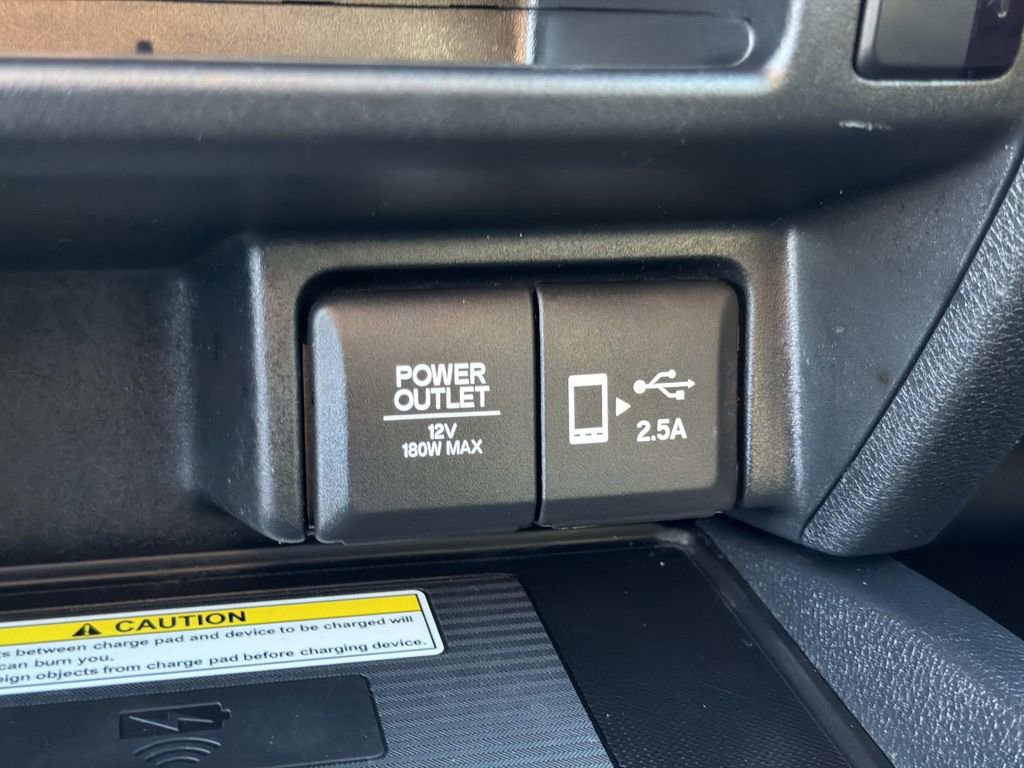 POWER
OUTLET
12V
180W MAX
2.5A
CAUTION
between charge pad and device to be charged will
can burn you.
objects from charge pad before charging device.